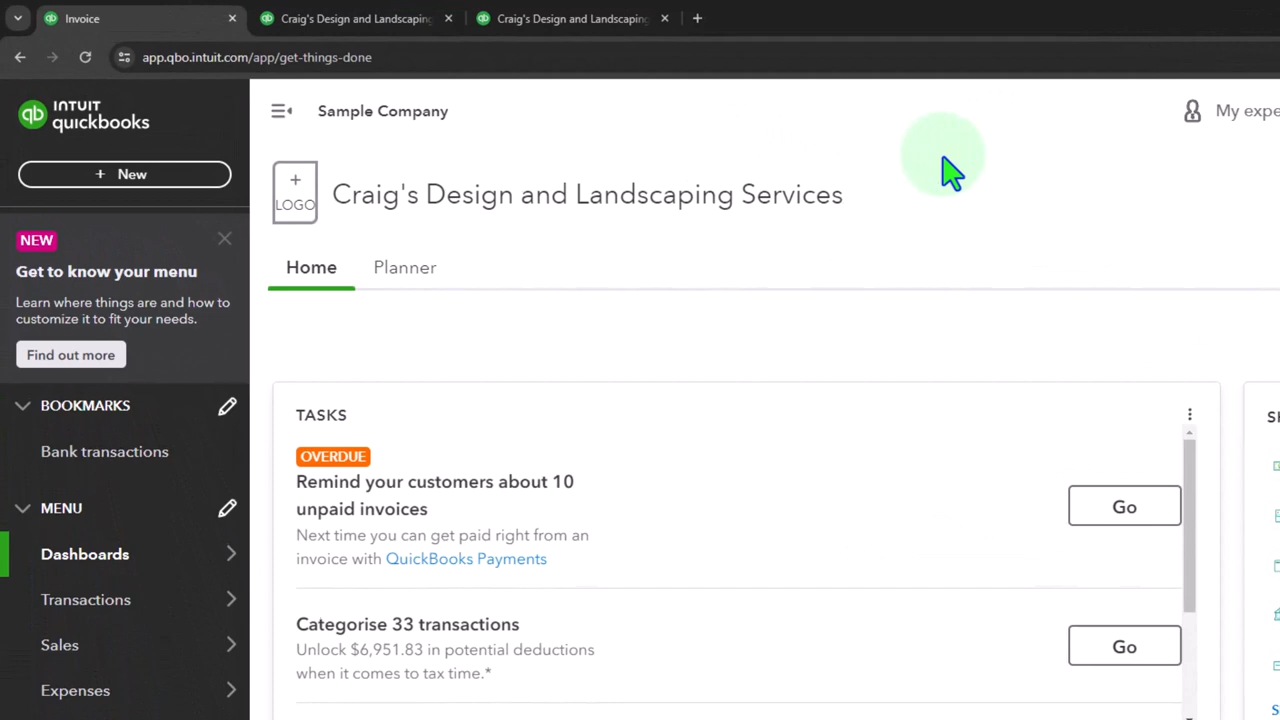 Invoice
Craig's Design and Landscaping
Craig's Design and Landscaping
app.qbo.intuit.com/app/get-things-done
INTUIT
quickbooks
+ New
NEW
Get to know your menu
Learn where things are and how to
customize it to fit your needs.
Find out more
BOOKMARKS
Bank transactions
MENU
Dashboards
Transactions
Sales
Expenses
Sample Company
My expe
+
LOGO
Craig's Design and Landscaping Services
Home
Planner
TASKS
OVERDUE
Remind your customers about 10
unpaid invoices
Next time you can get paid right from an
invoice with QuickBooks Payments
Go
Categorise 33 transactions
Unlock $6,951.83 in potential deductions
when it comes to tax time.*
Go